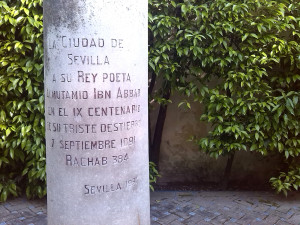 LA CIUDAD DE
SEVILLA
A SU REY POETA
ALMUTAMID IBN ABBAD
EN EL IX CENTENARIO
DE SU TRISTE DESTIERRO
7 SEPTIEMBRE 1091
RACHAB 384
SEVILLA